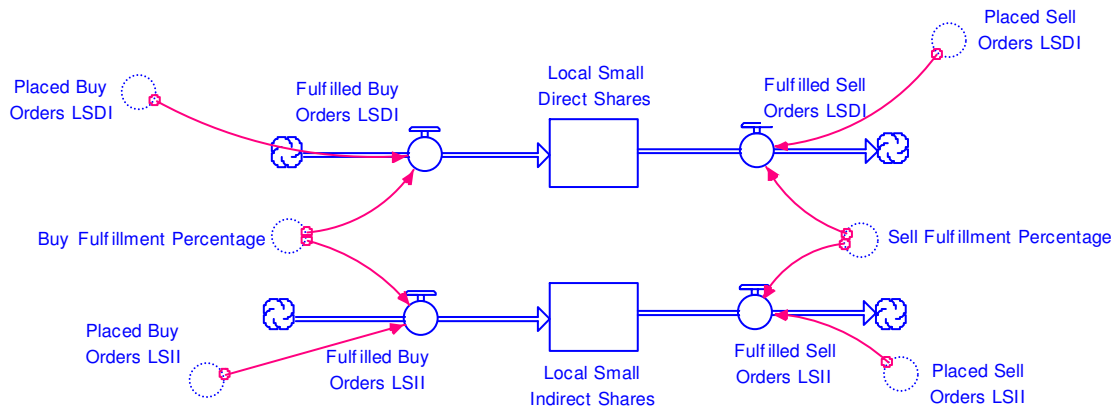 Placed Sell
Orders LSDI
Placed Buy
Orders LSDI
Fulfilled Buy
Orders LSDI
Local Small
Direct Shares
Fulfilled Sell
Orders LSDI
Buy Fulfillment Percentage
Sell Fulfillment Percentage
Placed Buy
Orders LSII
Fulfilled Buy
Orders LSII
Local Small
Indirect Shares
Fulfilled Sell
Orders LSII
Placed Sell
Orders LSII